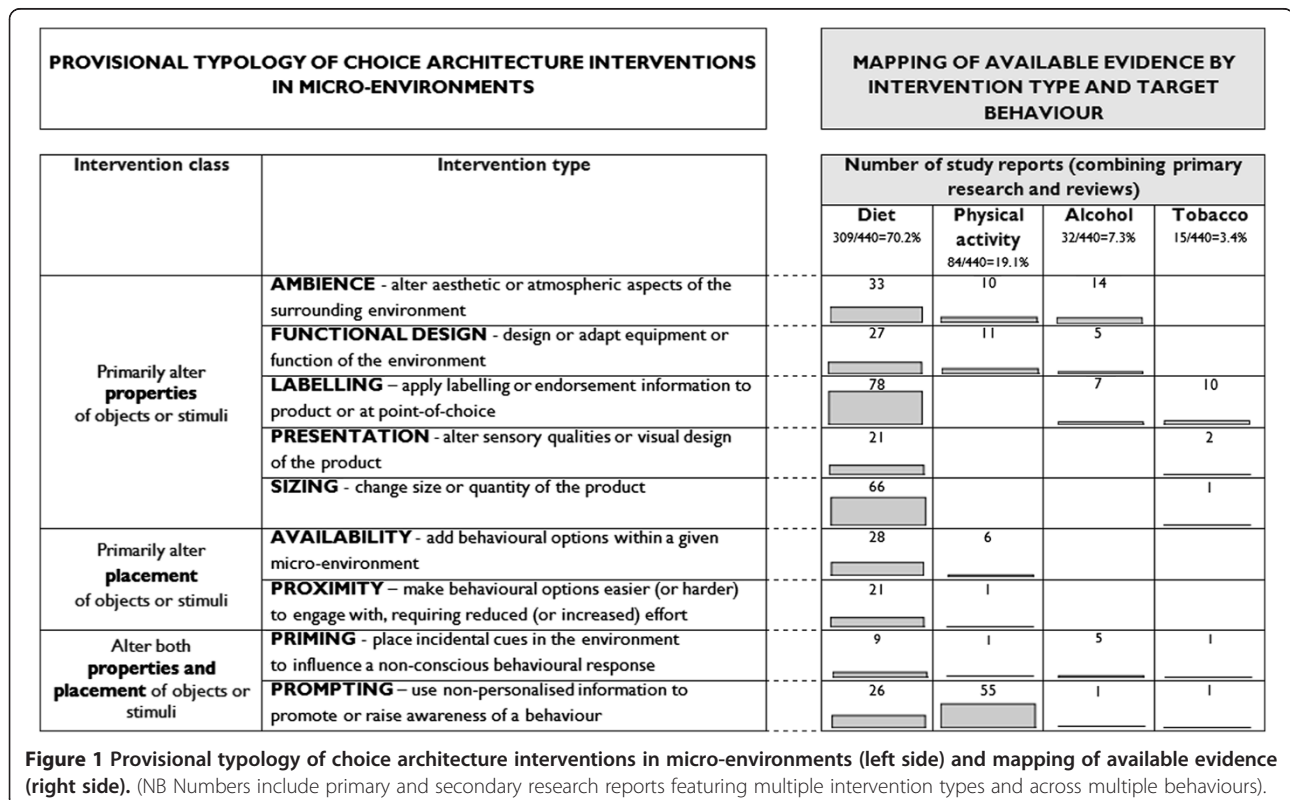 PROVISIONAL TYPOLOGY OF CHOICE ARCHITECTURE INTERVENTIONS
IN MICRO-ENVIRONMENTS
MAPPING OF AVAILABLE EVIDENCE BY
INTERVENTION TYPE AND TARGET
BEHAVIOUR
Intervention class
Intervention type
Number of study reports (combining primary
research and reviews)
Diet
309/440=70.2%
Physical
activity
84/440=19.1%
Alcohol
32/440=7.3%
Tobacco
15/440=3.4%
Primarily alter
properties
of objects or stimuli
AMBIENCE - alter aesthetic or atmospheric aspects of the
surrounding environment
33
10
14
FUNCTIONAL DESIGN - design or adapt equipment or
function of the environment
27
11
5
LABELLING – apply labelling or endorsement information to
product or at point-of-choice
78
7
10
PRESENTATION - alter sensory qualities or visual design
of the product
21
2
SIZING - change size or quantity of the product
66
1
Primarily alter
placement
of objects or stimuli
AVAILABILITY – add behavioural options within a given
micro-environment
28
6
PROXIMITY – make behavioural options easier (or harder)
to engage with, requiring reduced (or increased) effort
21
1
Alter both
properties and
placement of objects or
stimuli
PRIMING - place incidental cues in the environment
to influence a non-conscious behavioural response
9
1
5
1
PROMPTING – use non-personalised information to
promote or raise awareness of a behaviour
26
55
1
1
Figure 1 Provisional typology of choice architecture interventions in micro-environments (left side) and mapping of available evidence
(right side). (NB Numbers include primary and secondary research reports featuring multiple intervention types and across multiple behaviours).